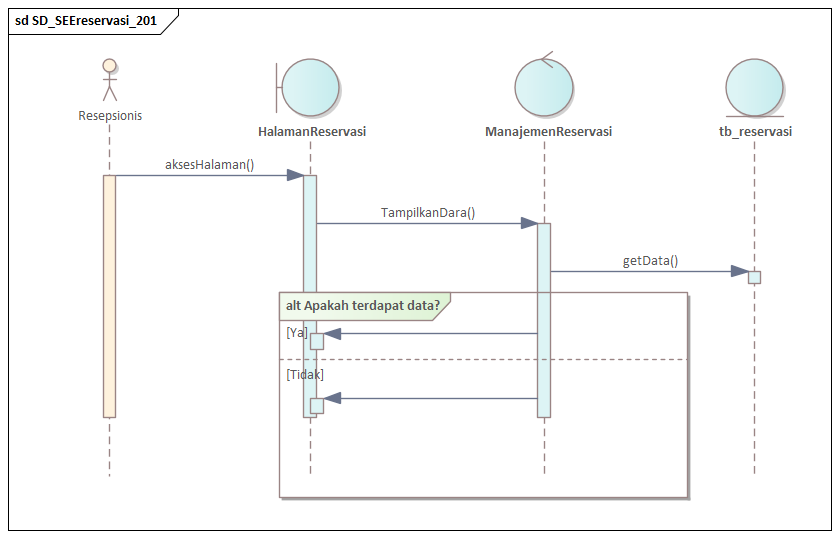 sd SD_SEEreservasi_201
Resepsionis
HalamanReservasi
ManajemenReservasi
tb_reservasi
aksesHalaman()
TampilkanDara()
getData()
alt Apakah terdapat data?
[Ya]
[Tidak]